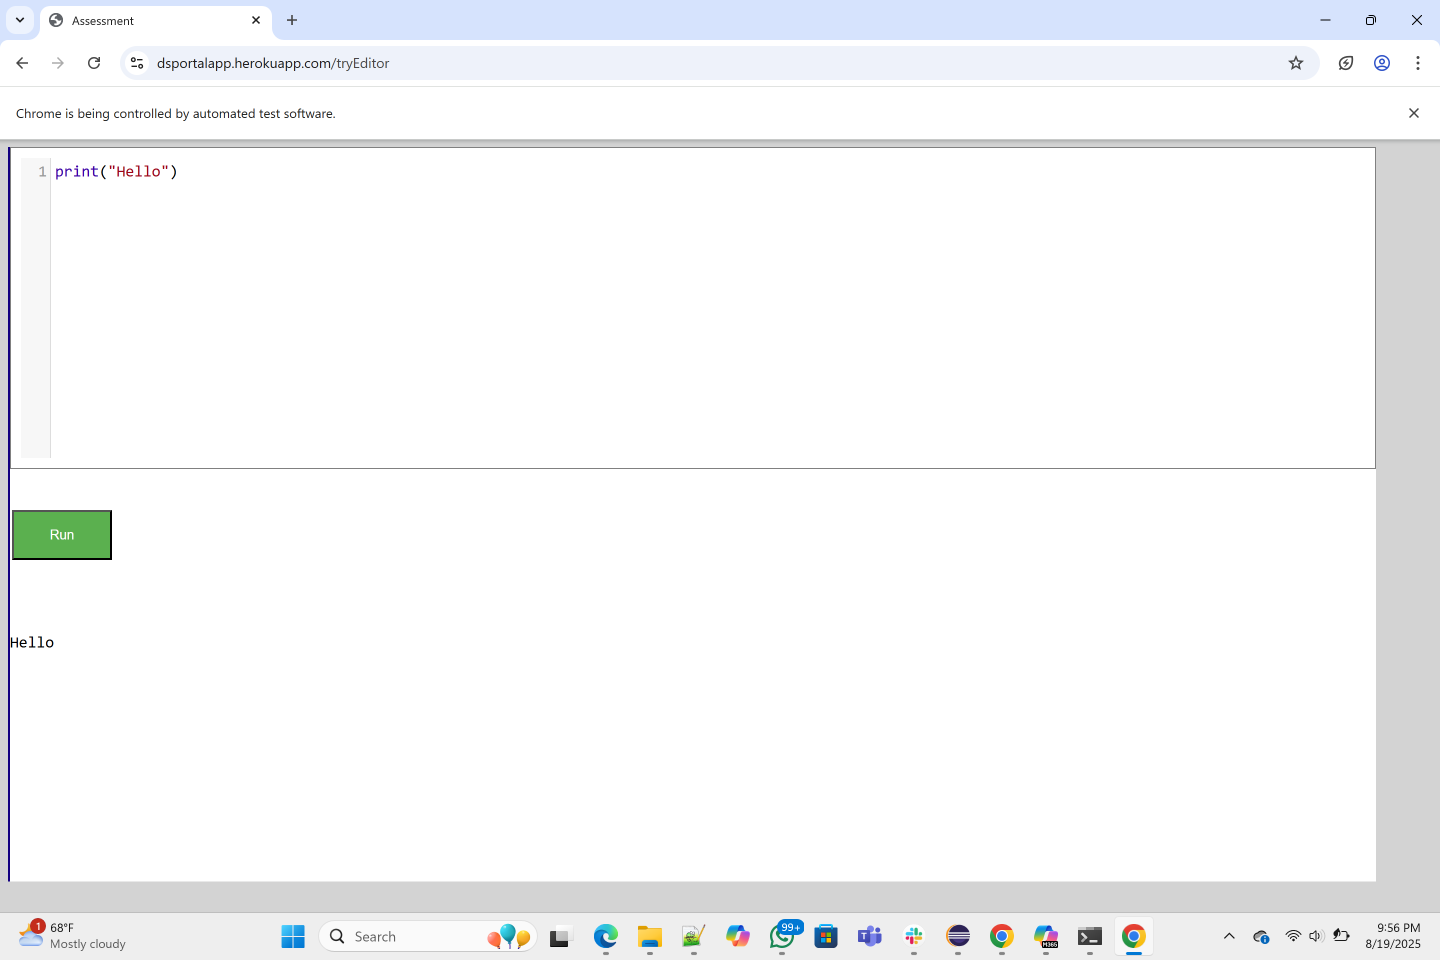 Assessment
dsportalapp.herokuapp.com/tryEditor
Chrome is being controlled by automated test software.
1 print("Hello")
Run
Hello
1
68°F
Mostly cloudy
Search
99+
M365
9:56 PM
8/19/2025